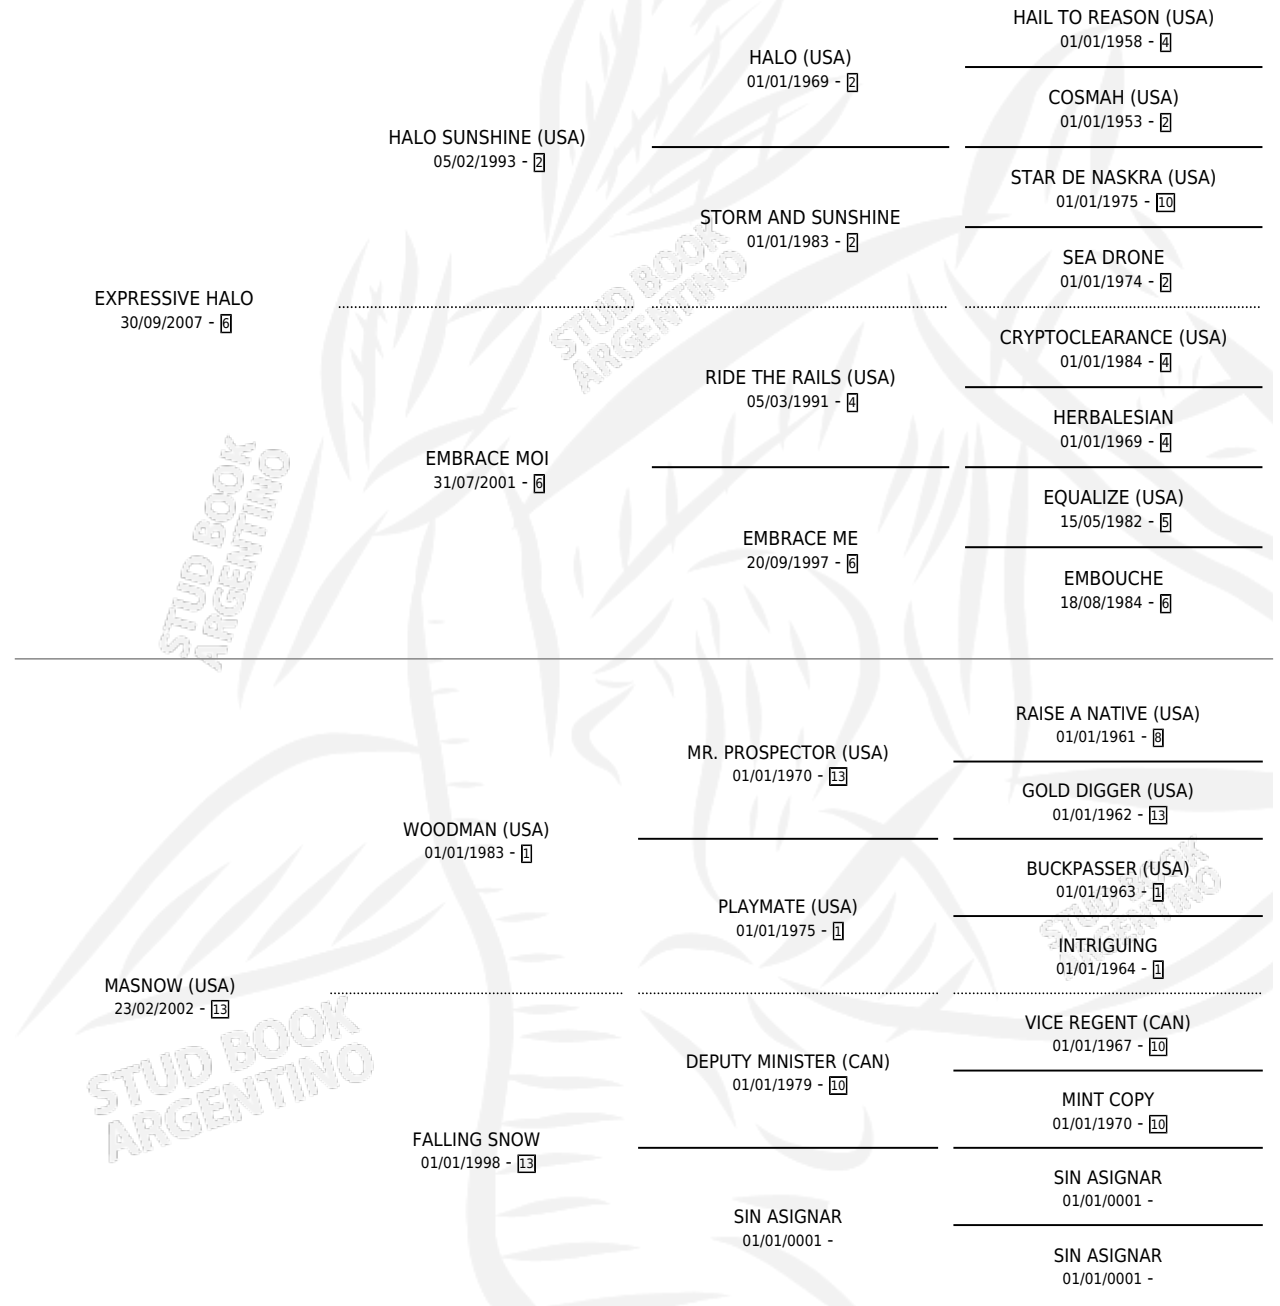 HAIL TO REASON (USA)
01/01/1958 - 4
HALO (USA)
01/01/1969 - 2
COSMAH (USA)
01/01/1953 - 2
HALO SUNSHINE (USA)
05/02/1993 - 2
STAR DE NASKRA (USA)
01/01/1975 - 10
STORM AND SUNSHINE
01/01/1983 - 2
SEA DRONE
01/01/1974 - 2
EXPRESSIVE HALO
30/09/2007 - 6
CRYPTOCLEARANCE (USA)
01/01/1984 - 4
RIDE THE RAILS (USA)
05/03/1991 - 4
HERBALESIAN
01/01/1969 - 4
EMBRACE MOI
31/07/2001 - 6
EQUALIZE (USA)
15/05/1982 - 5
EMBRACE ME
20/09/1997 - 6
EMBOUCHE
18/08/1984 - 6
STUD BOOK
ARGENTINO
STUD BOOK
ARGENTINO
RAISE A NATIVE (USA)
01/01/1961 - 8
MR. PROSPECTOR (USA)
01/01/1970 - 13
GOLD DIGGER (USA)
01/01/1962 - 13
WOODMAN (USA)
01/01/1983 - 1
BUCKPASSER (USA)
01/01/1963 - 1
PLAYMATE (USA)
01/01/1975 - 1
INTRIGUING
01/01/1964 - 1
MASNOW (USA)
23/02/2002 - 13
VICE REGENT (CAN)
01/01/1967 - 10
DEPUTY MINISTER (CAN)
01/01/1979 - 10
MINT COPY
01/01/1970 - 10
FALLING SNOW
01/01/1998 - 13
SIN ASIGNAR
01/01/0001 -
SIN ASIGNAR
01/01/0001 -
SIN ASIGNAR
01/01/0001 -
STUD BOOK
ARGENTINO
STUD BOOK
ARGENTINO